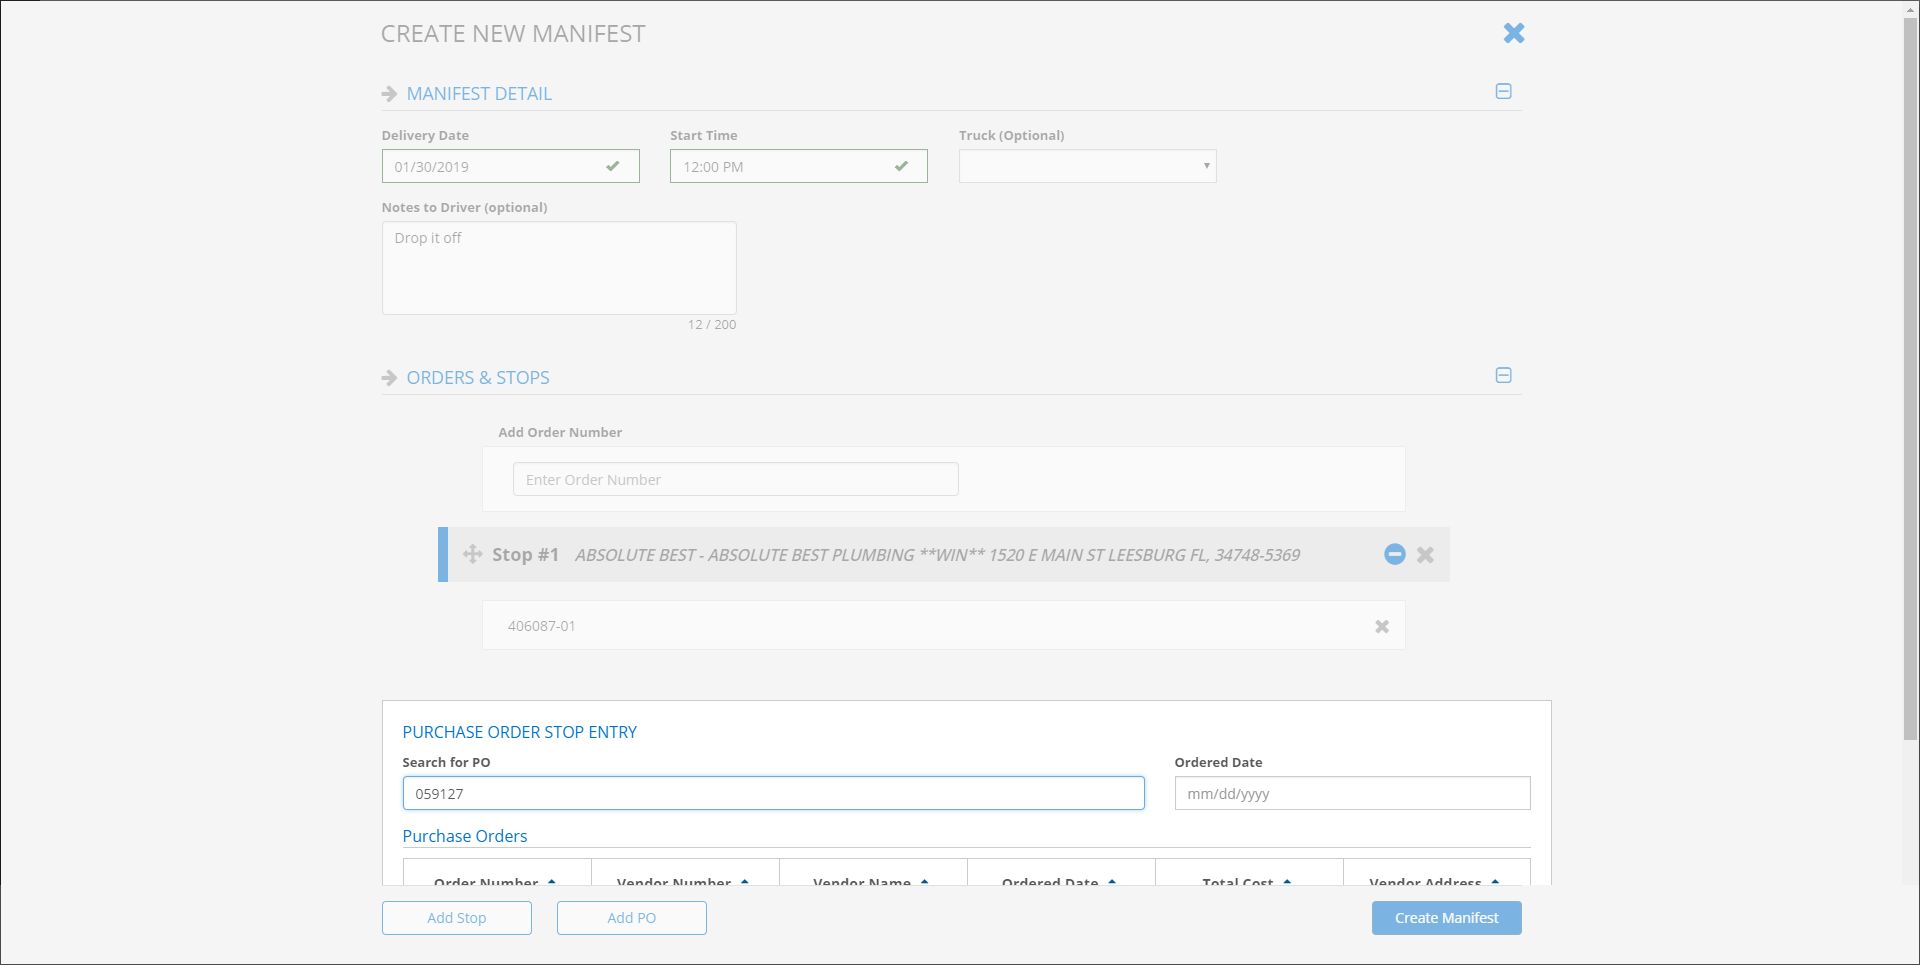 CREATE NEW MANIFEST
MANIFEST DETAIL
Delivery Date
Start Time
Truck (Optional)
01/30/2019
12:00 PM
Notes to Driver (optional)
Drop it off
12 / 200
ORDERS & STOPS
Add Order Number
Enter Order Number
Stop #1 ABSOLUTE BEST - ABSOLUTE BEST PLUMBING **WIN** 1520 E MAIN ST LEESBURG FL, 34748-5369
406087-01
PURCHASE ORDER STOP ENTRY
Search for PO
Ordered Date
059127
mm/dd/yyyy
Purchase Orders
Order Number
Vendor Number
Vendor Name
Ordered Date
Total Cost
Vendor Address
Add Stop
Add PO
Create Manifest